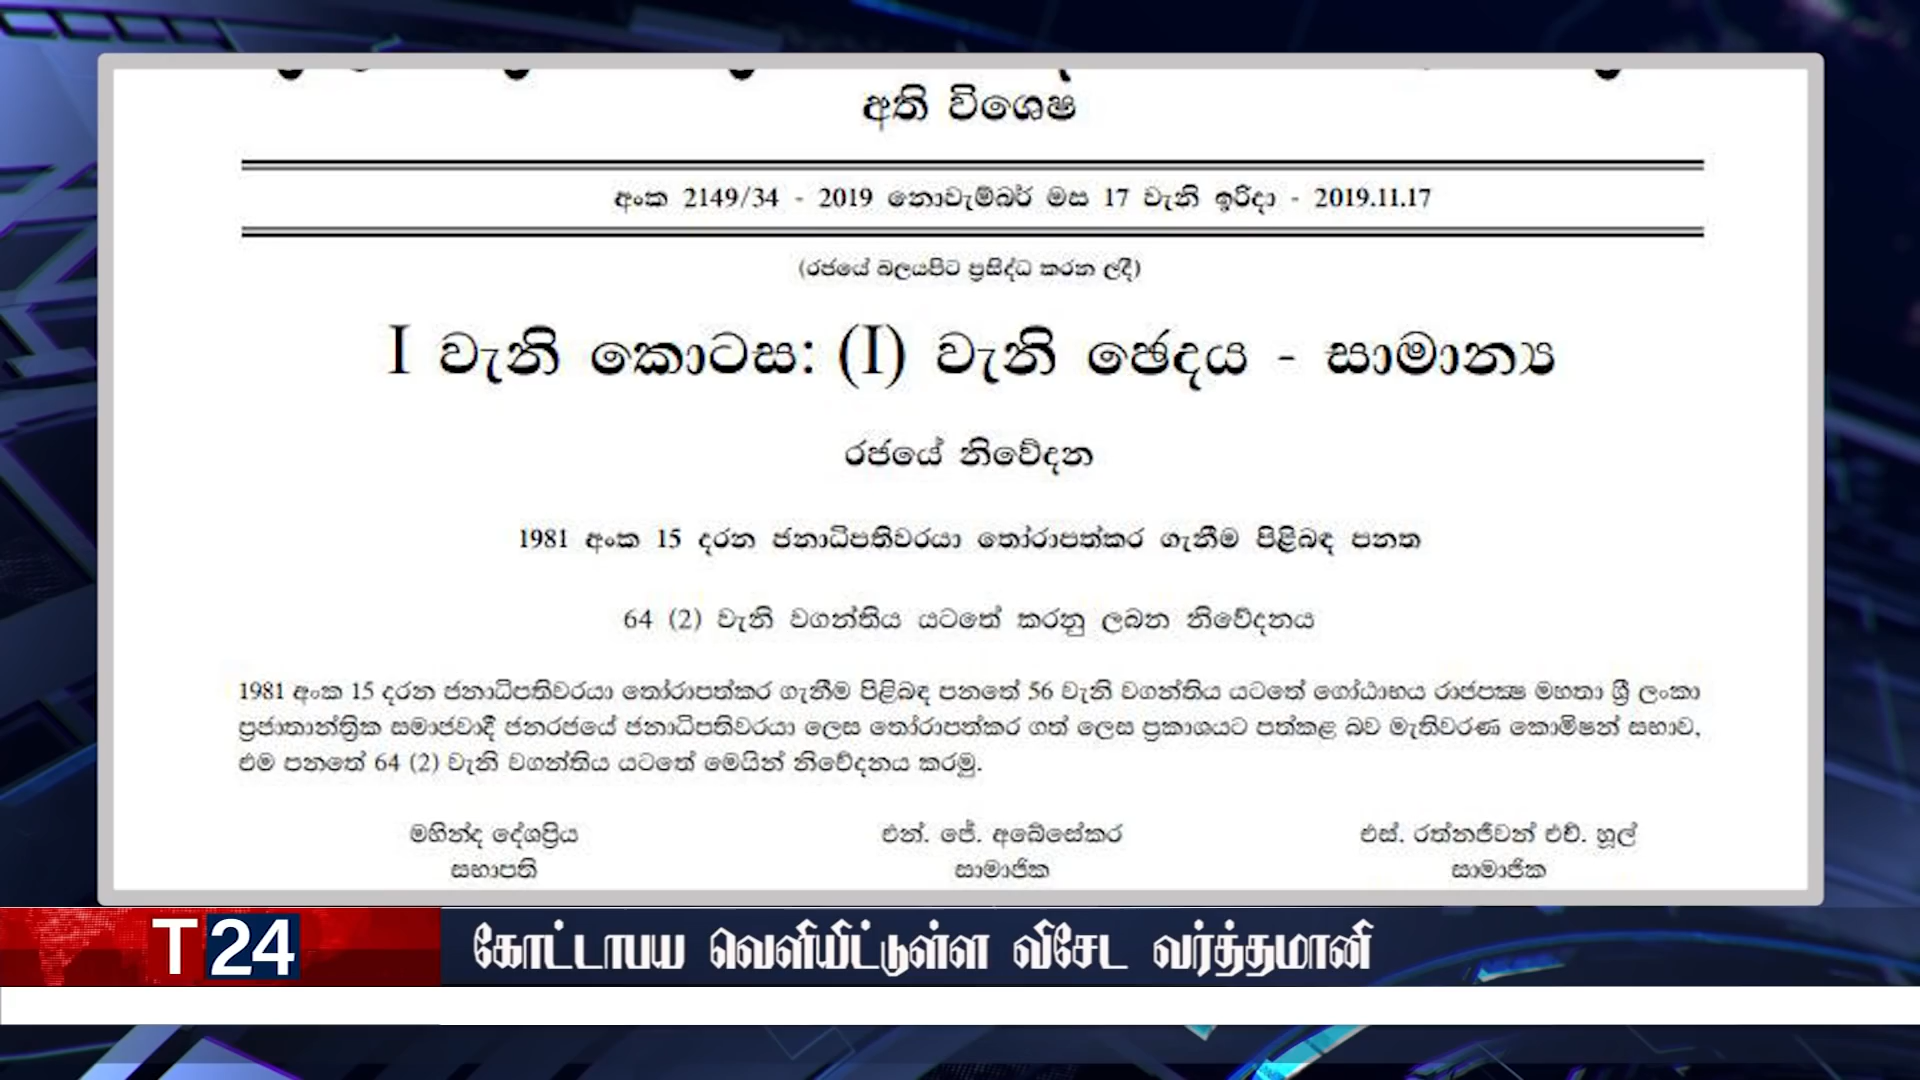 අති විශෙෂ
අංක 2149/34 - 2019 නොවැම්බර් මස 17 වැනි ඉරිදා - 2019.11.17
(රජයේ බලයපිට ප්‍රසිද්ධ කරන ලදී)
I වැනි කොටස: (I) වැනි ඡෙදය - සාමාන්‍ය
රජයේ නිවේදන
1981 අංක 15 දරන ජනාධිපතිවරයා තෝරාපත්කර ගැනීම පිළිබඳ පනත
64 (2) වැනි වගන්තිය යටතේ කරනු ලබන නිවේදනය
1981 අංක 15 දරන ජනාධිපතිවරයා තෝරාපත්කර ගැනීම පිළිබඳ පනතේ 56 වැනි වගන්තිය යටතේ ගෝඨාභය රාජපක්‍ෂ මහතා ශ්‍රී ලංකා
ප්‍රජාතාන්ත්‍රික සමාජවාදී ජනරජයේ ජනාධිපතිවරයා ලෙස තෝරාපත්කර ගත් ලෙස ප්‍රකාශයට පත්කළ බව මැතිවරණ කොමිෂන් සභාව,
එම පනතේ 64 (2) වැනි වගන්තිය යටතේ මෙයින් නිවේදනය කරමු.
මහින්ද දේශප්‍රිය එන්. ජේ. අබේසේකර එස්. රත්නජීවන් එච්. හූල්
සභාපති සාමාජික සාමාජික
T24 கோட்டாபய வெளியிட்டுள்ள விசேட வர்த்தமானி